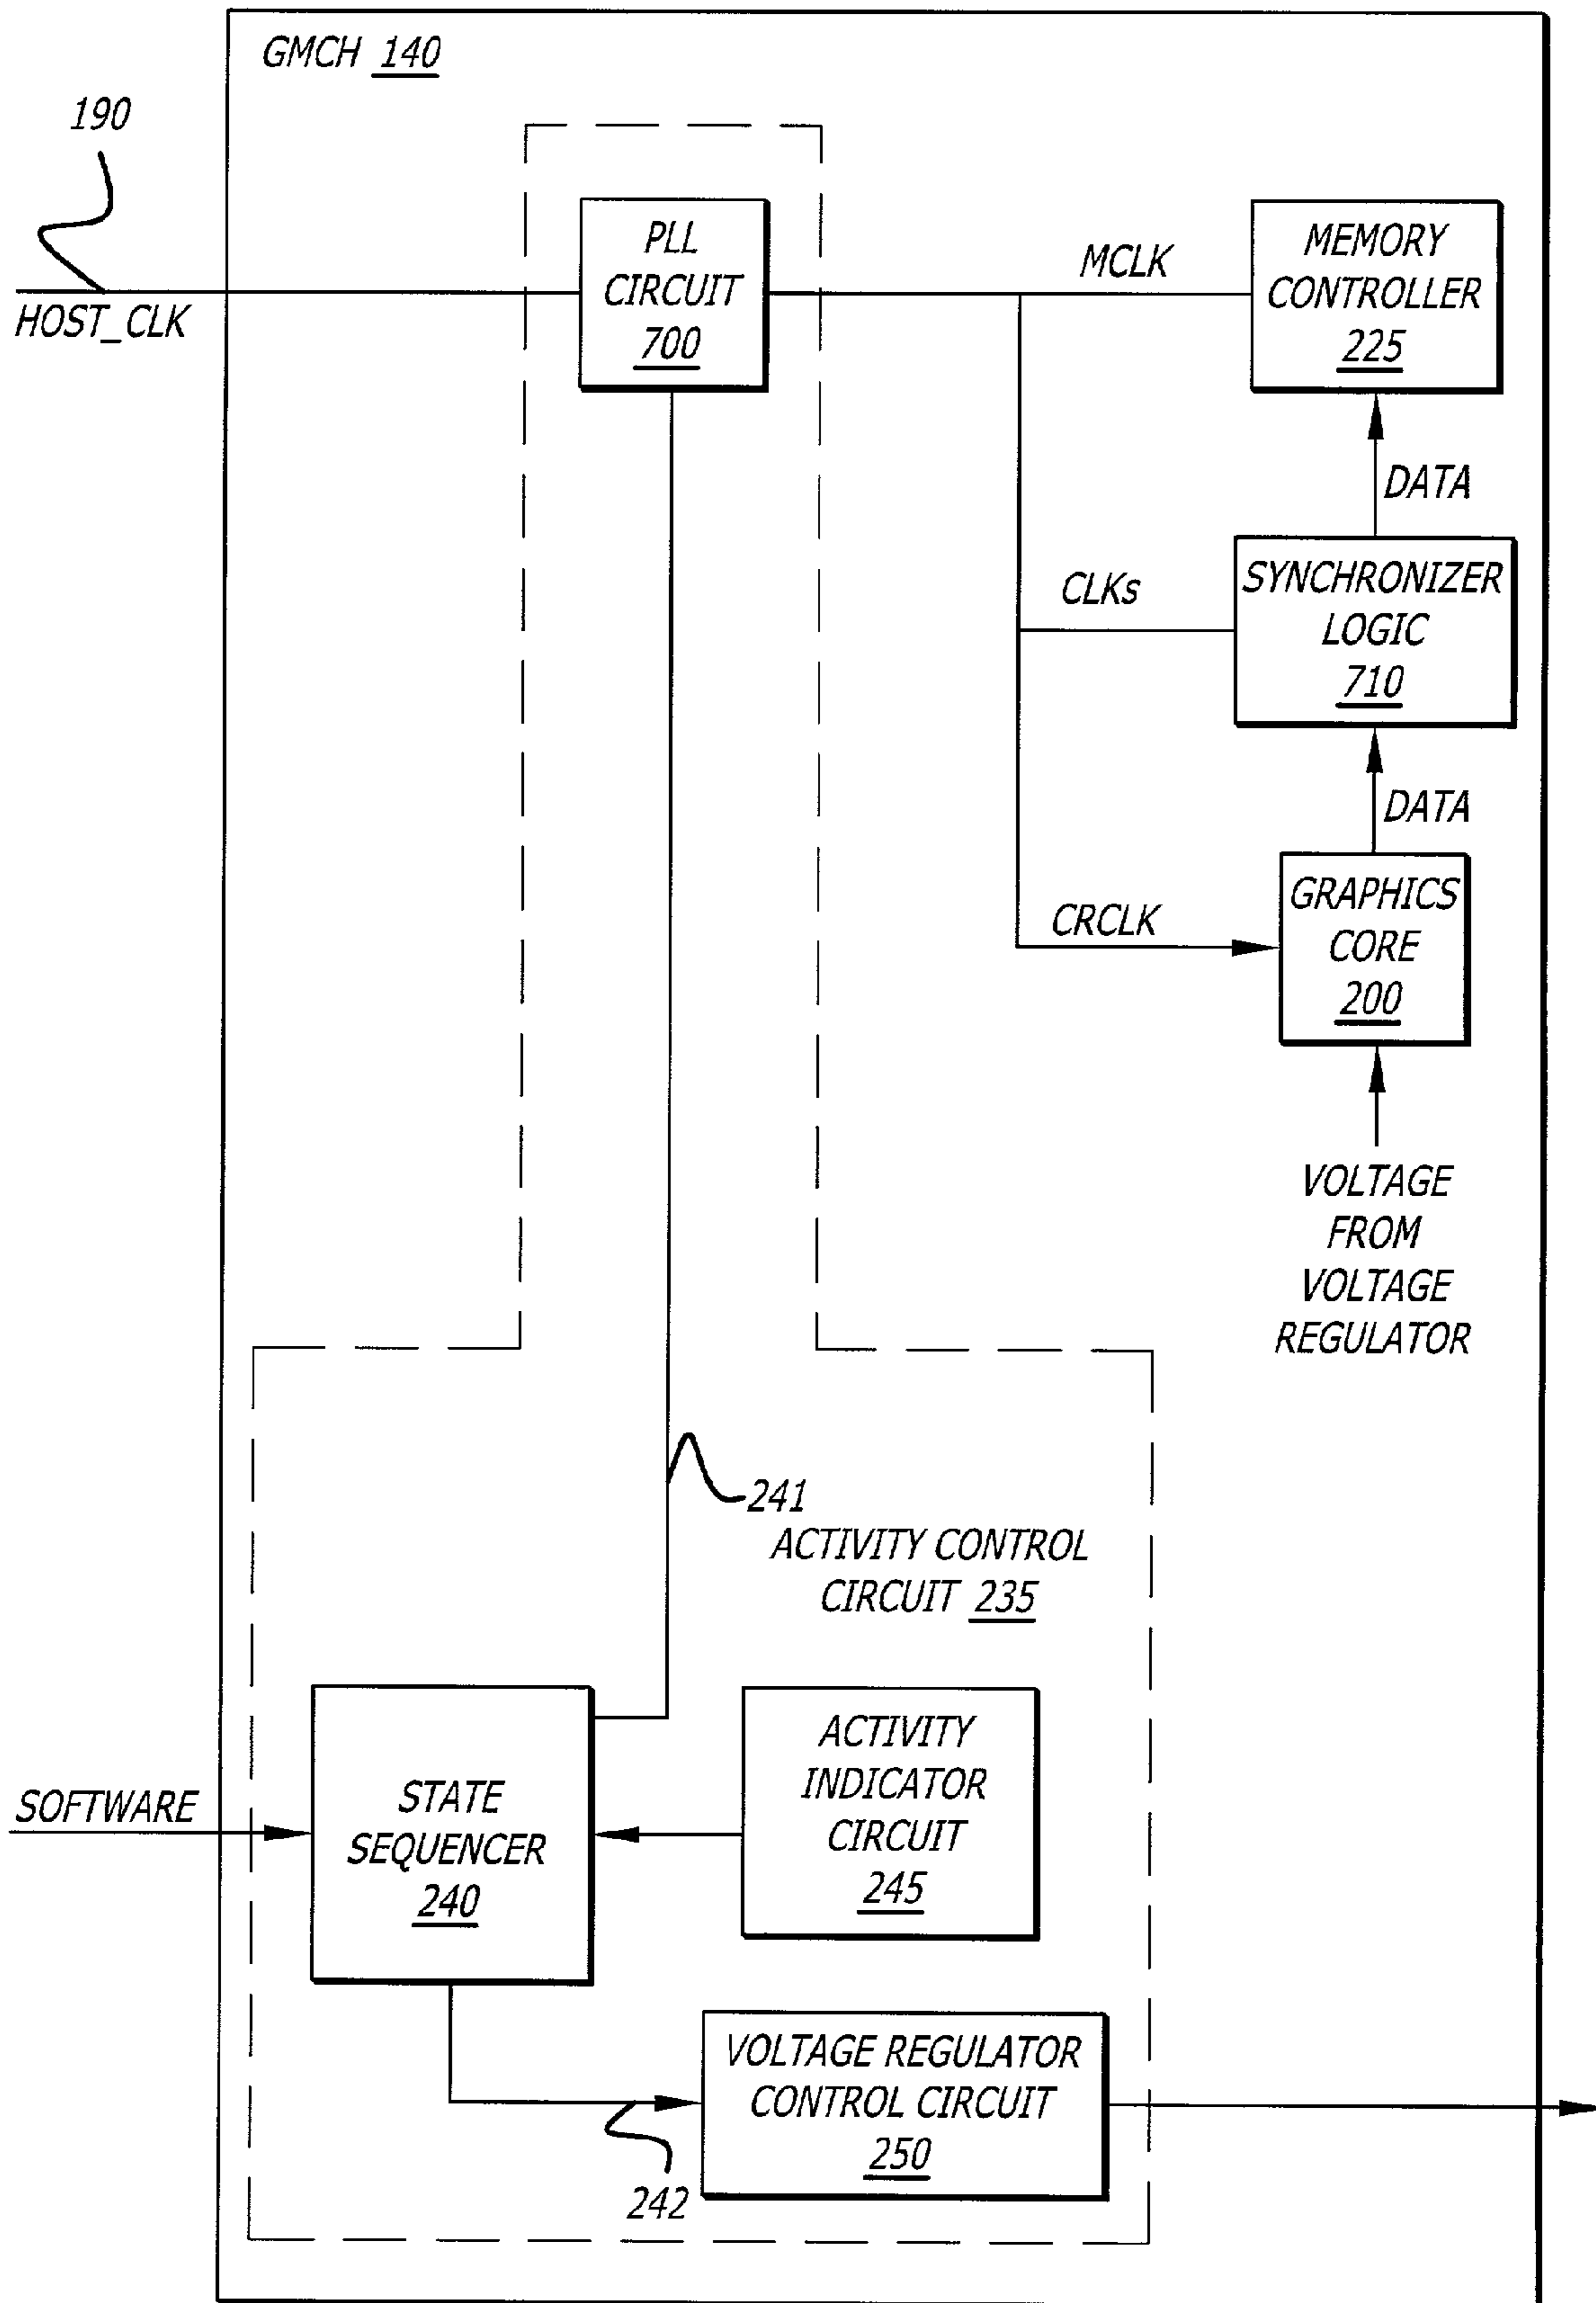 GMCH 140
190
HOST_CLK
PLL
CIRCUIT
700
MCLK
MEMORY
CONTROLLER
225
DATA
CLKs
SYNCHRONIZER
LOGIC
710
DATA
CRCLK
GRAPHICS
CORE
200
VOLTAGE
FROM
VOLTAGE
REGULATOR
241
ACTIVITY CONTROL
CIRCUIT 235
SOFTWARE
STATE
SEQUENCER
240
ACTIVITY
INDICATOR
CIRCUIT
245
VOLTAGE REGULATOR
CONTROL CIRCUIT
250
242